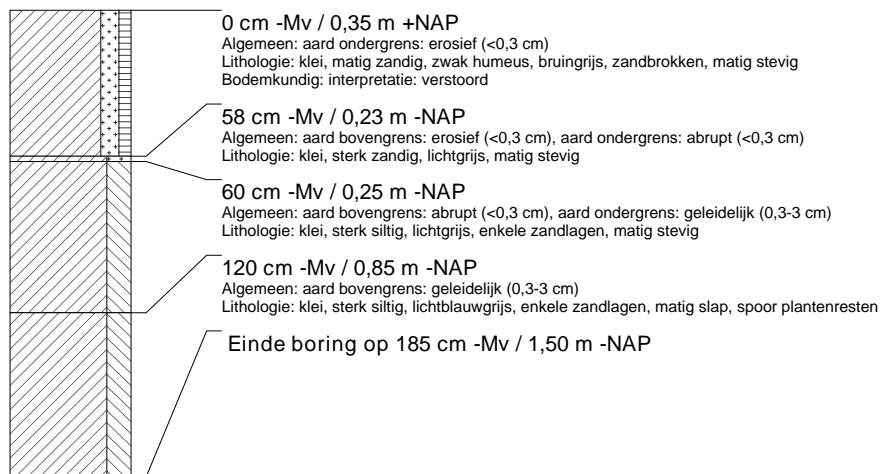 0 cm -Mv / 0,35 m +NAP
Algemeen: aard ondergrens: erosief (<0,3 cm)
Lithologie: klei, matig zandig, zwak humeus, bruingrijs, zandbrokken, matig stevig
Bodemkundig: interpretatie: verstoord
58 cm -Mv / 0,23 m -NAP
Algemeen: aard bovengrens: erosief (<0,3 cm), aard ondergrens: abrupt (<0,3 cm)
Lithologie: klei, sterk zandig, lichtgrijs, matig stevig
60 cm -Mv / 0,25 m -NAP
Algemeen: aard bovengrens: abrupt (<0,3 cm), aard ondergrens: geleidelijk (0,3-3 cm)
Lithologie: klei, sterk siltig, lichtgrijs, enkele zandlagen, matig stevig
120 cm -Mv / 0,85 m -NAP
Algemeen: aard bovengrens: geleidelijk (0,3-3 cm)
Lithologie: klei, sterk siltig, lichtblauwgrijs, enkele zandlagen, matig slap, spoor plantenresten
Einde boring op 185 cm -Mv / 1,50 m -NAP